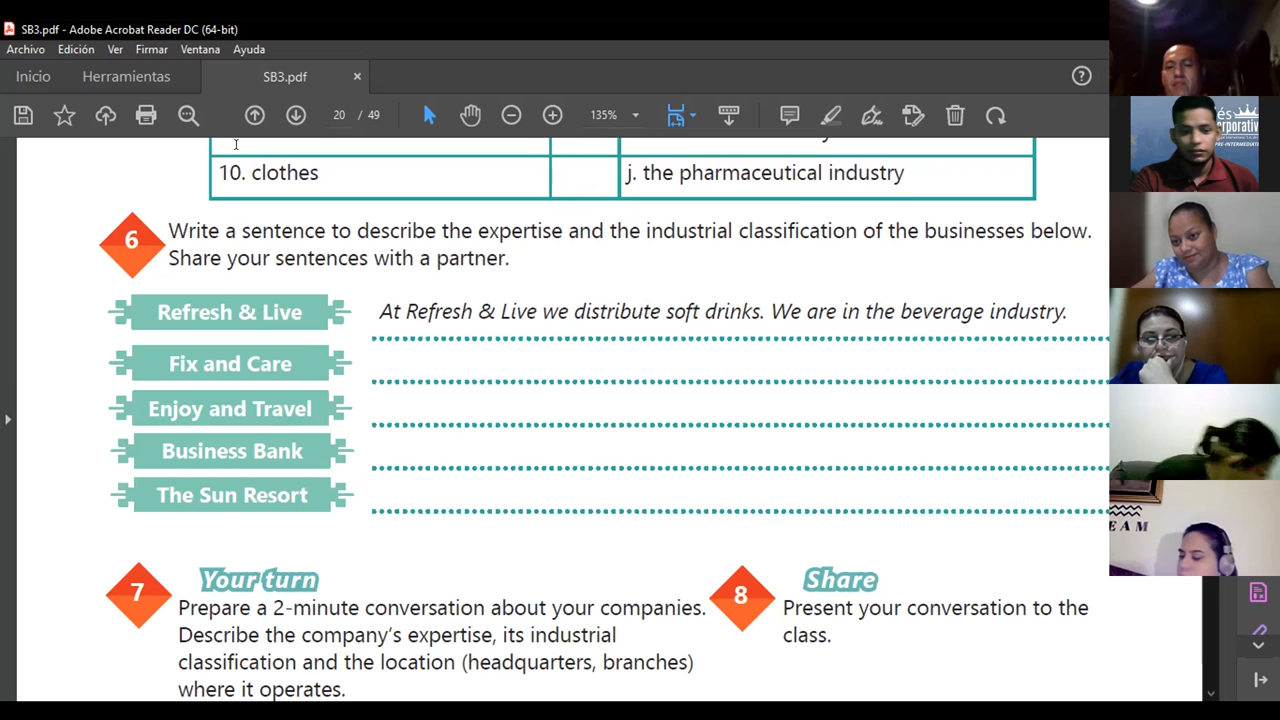 SB3.pdf - Adobe Acrobat Reader DC (64-bit)
Archivo Edición Ver Firmar Ventana Ayuda
Inicio Herramientas SB3.pdf ×
20 / 49 135%
10. clothes j. the pharmaceutical industry
6 Write a sentence to describe the expertise and the industrial classification of the businesses below.
Share your sentences with a partner.
Refresh & Live At Refresh & Live we distribute soft drinks. We are in the beverage industry.
Fix and Care
Enjoy and Travel
Business Bank
The Sun Resort
7 Your turn
Prepare a 2-minute conversation about your companies.
Describe the company's expertise, its industrial
classification and the location (headquarters, branches)
where it operates.
8 Share
Present your conversation to the
class.
és
orporativ
PRE-INTERMEDIATE
EAM